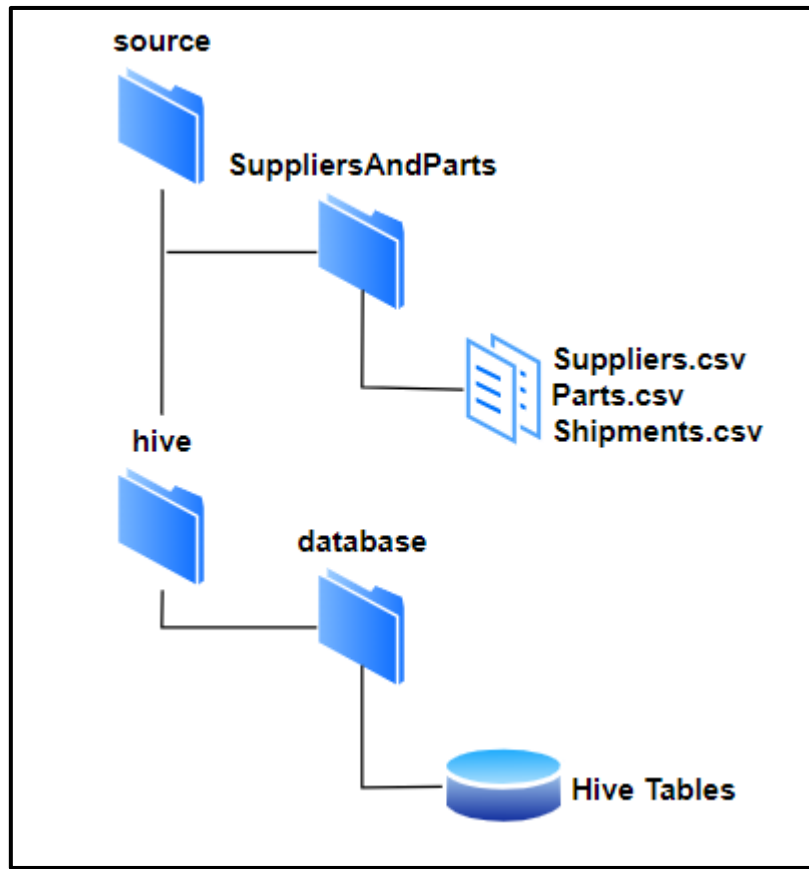 source
SuppliersAndParts
Suppliers.csv
Parts.csv
Shipments.csv
hive
database
Hive Tables